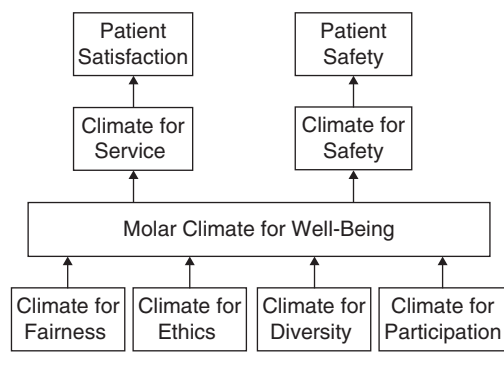 Patient
Satisfaction
Patient
Safety
Climate for
Service
Climate for
Safety
Molar Climate for Well-Being
Climate for
Fairness
Climate for
Ethics
Climate for
Diversity
Climate for
Participation